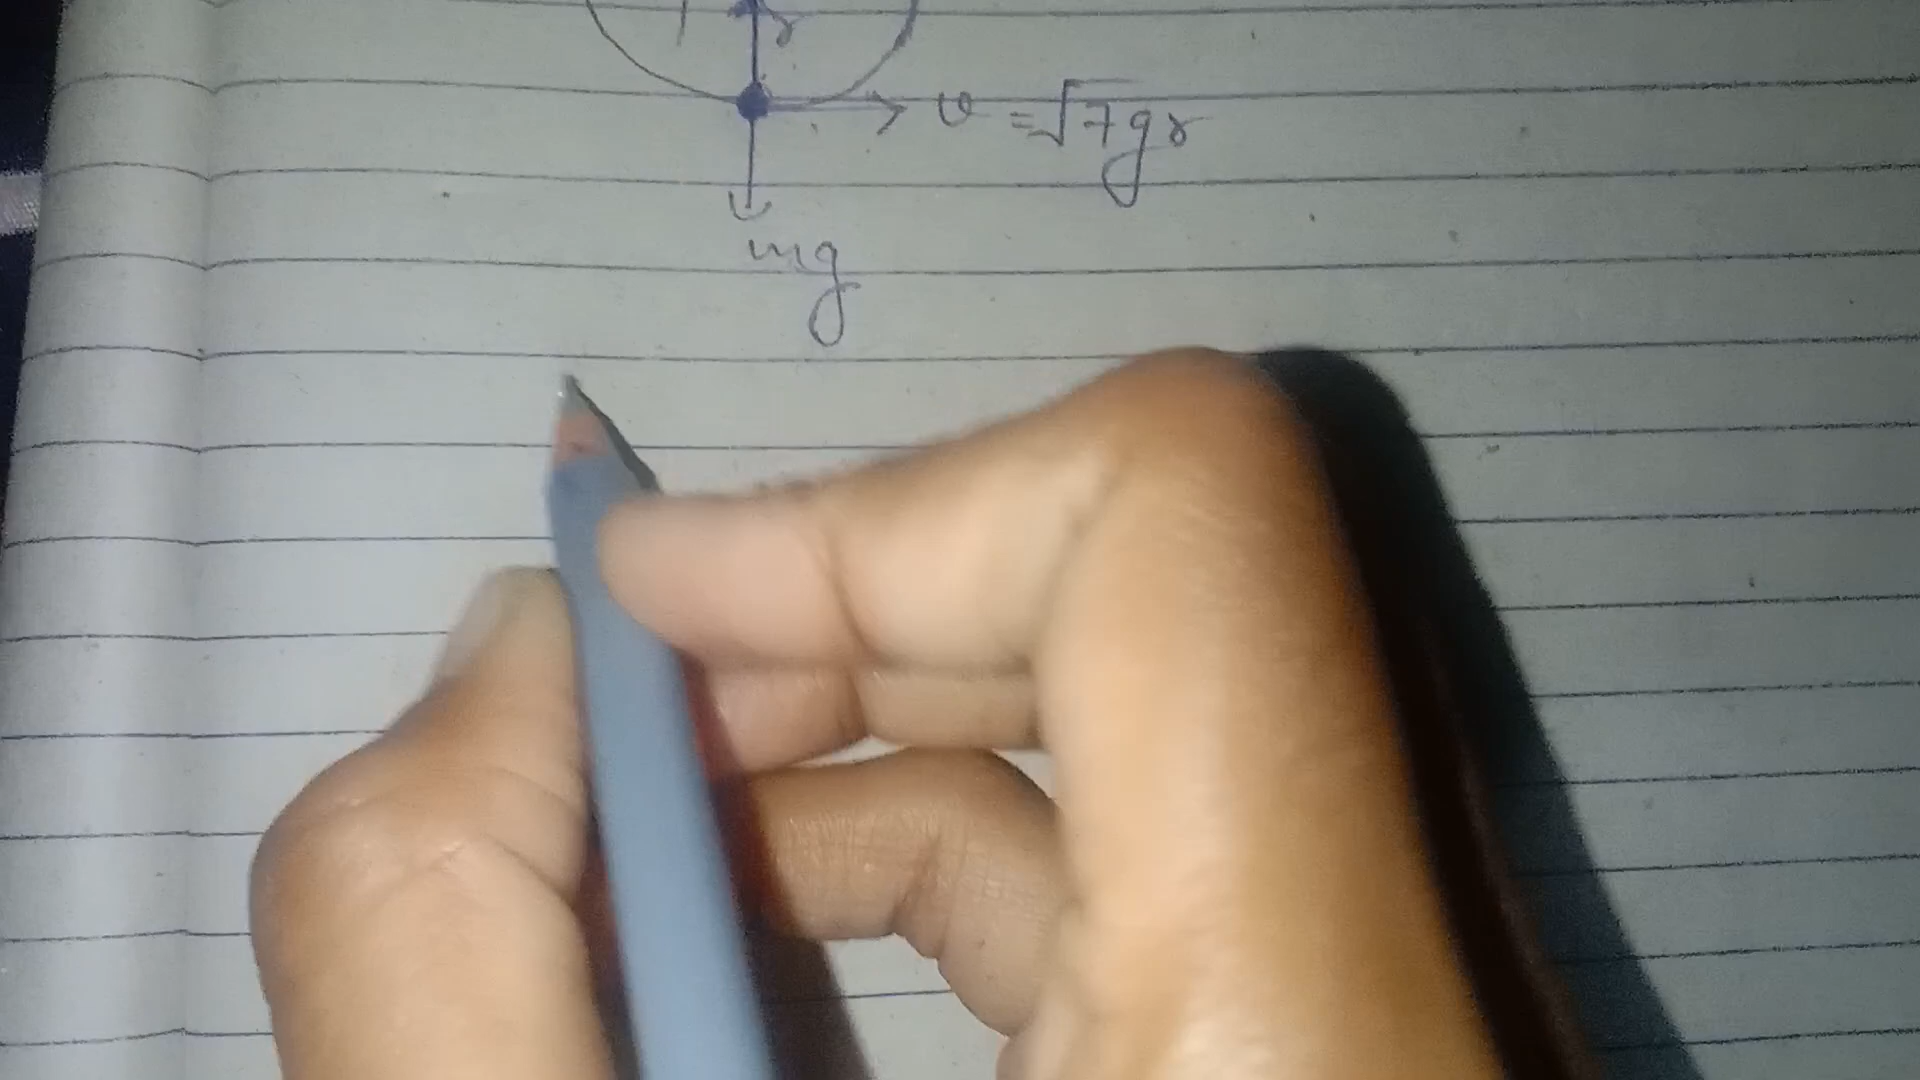 r
v = √7gr
mg